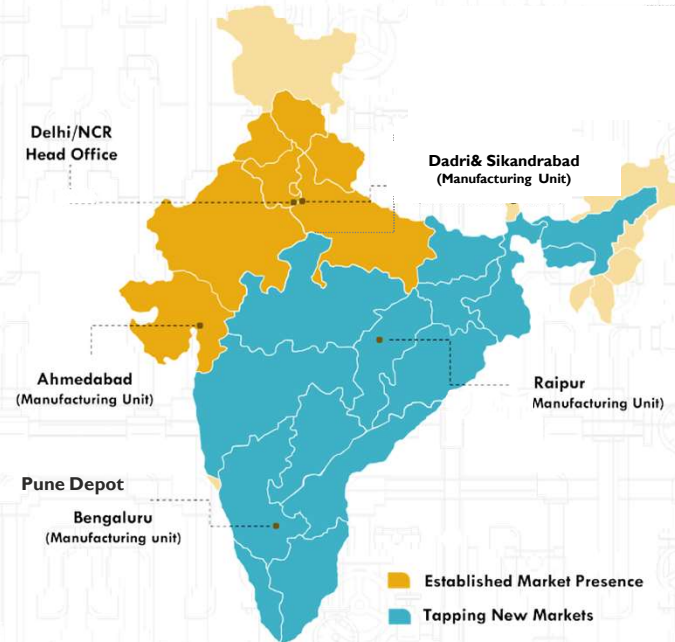 Delhi/NCR
Head Office
Dadri& Sikandrabad
(Manufacturing Unit)
Ahmedabad
(Manufacturing Unit)
Raipur
Manufacturing Unit)
Pune Depot
Bengaluru
(Manufacturing unit)
Established Market Presence
Tapping New Markets